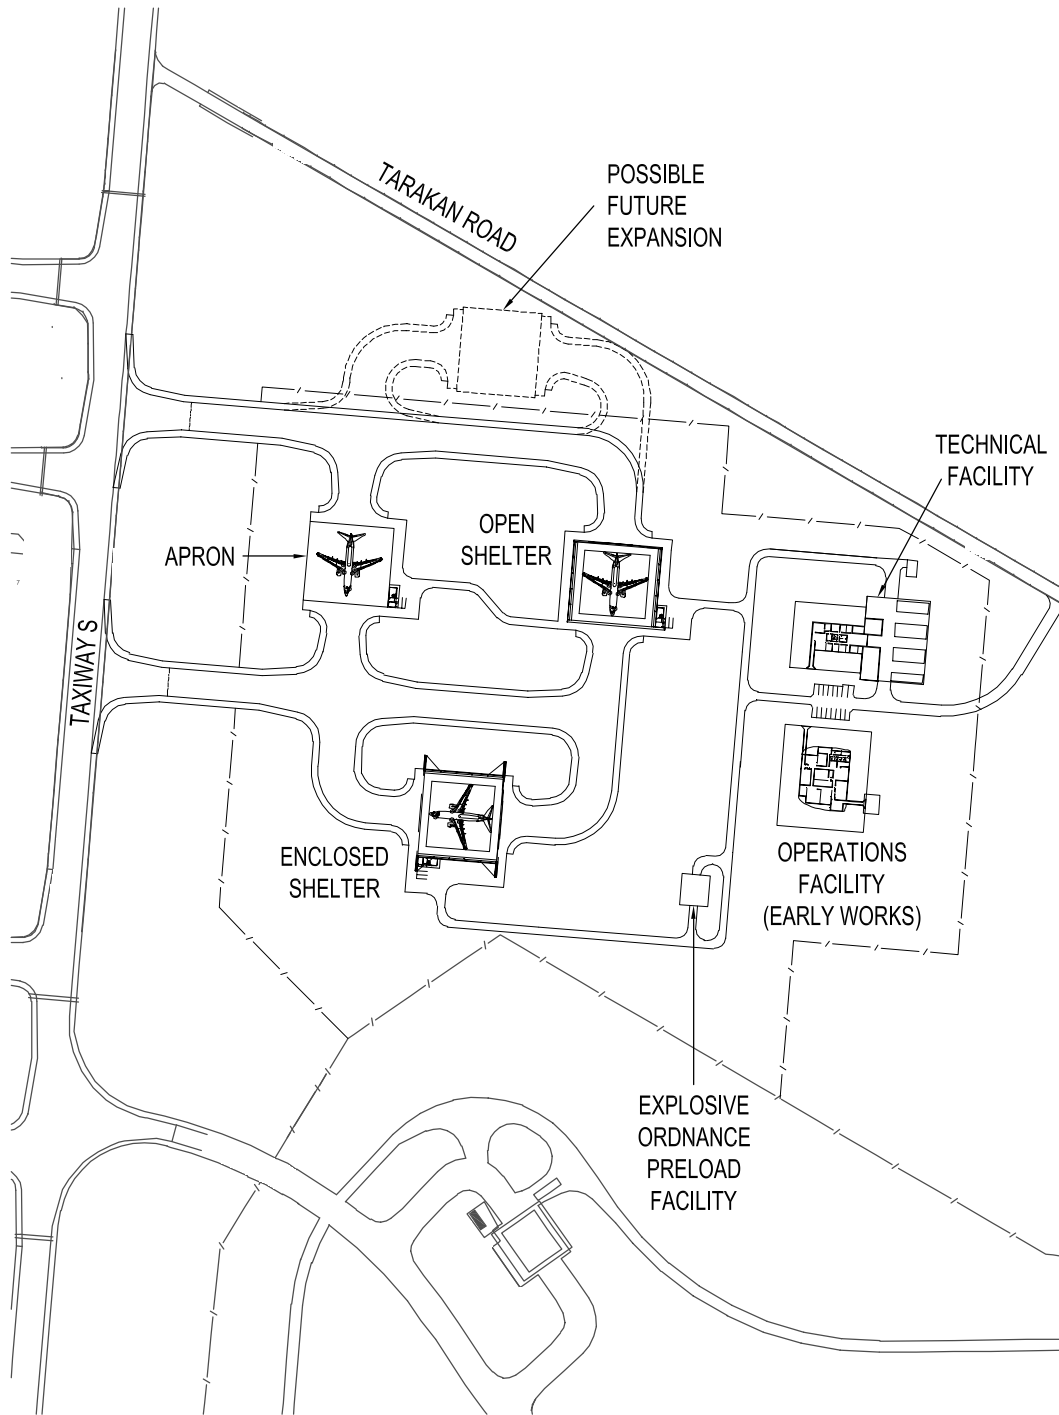 TARAKAN ROAD
POSSIBLE
FUTURE
EXPANSION
TECHNICAL
FACILITY
OPEN
SHELTER
APRON
TAXIWAY S
ENCLOSED
SHELTER
OPERATIONS
FACILITY
(EARLY WORKS)
EXPLOSIVE
ORDNANCE
PRELOAD
FACILITY